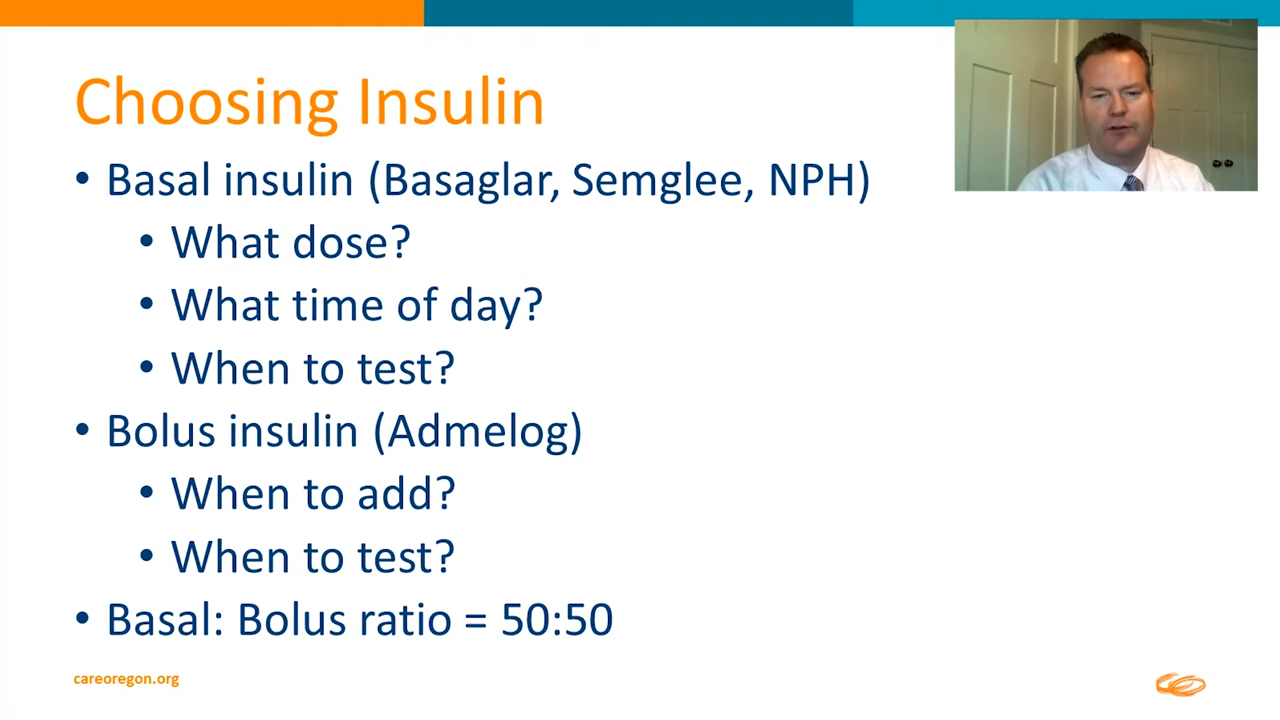 Choosing Insulin
• Basal insulin (Basaglar, Semglee, NPH)
• What dose?
• What time of day?
• When to test?
• Bolus insulin (Admelog)
• When to add?
• When to test?
• Basal: Bolus ratio = 50:50
careoregon.org